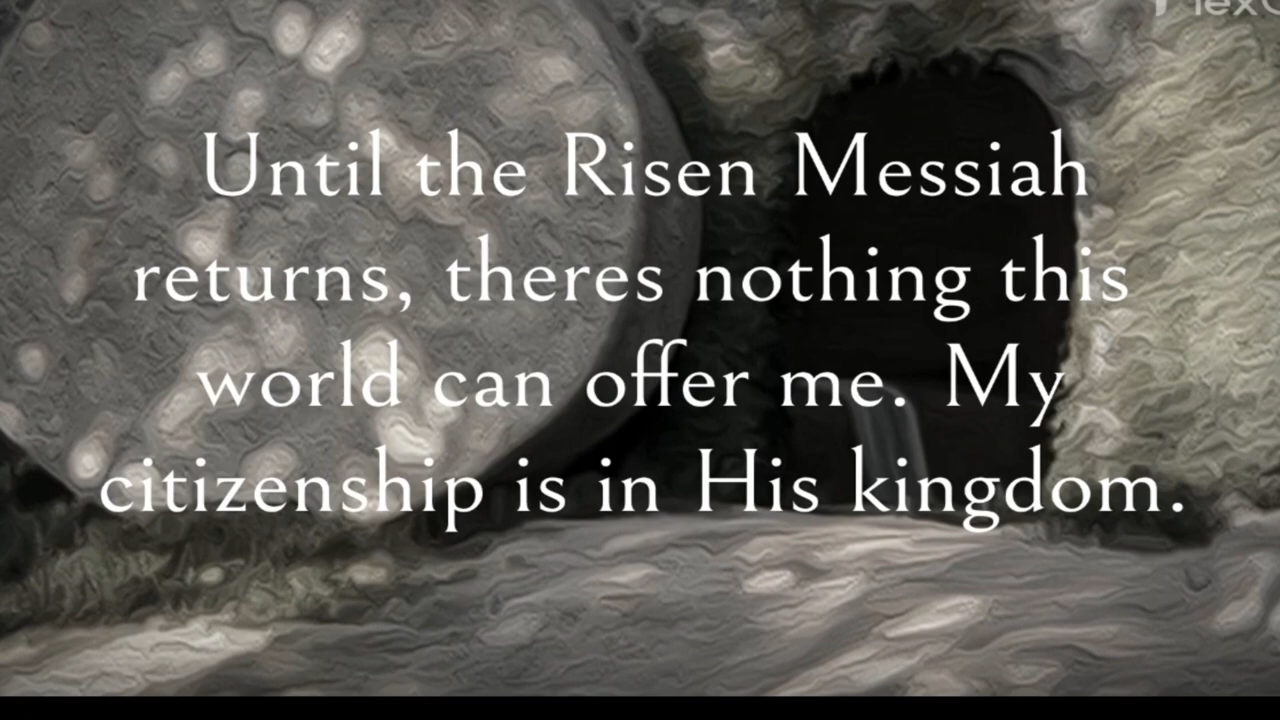 Until the Risen Messiah
returns, theres nothing this
world can offer me. My
citizenship is in His kingdom.